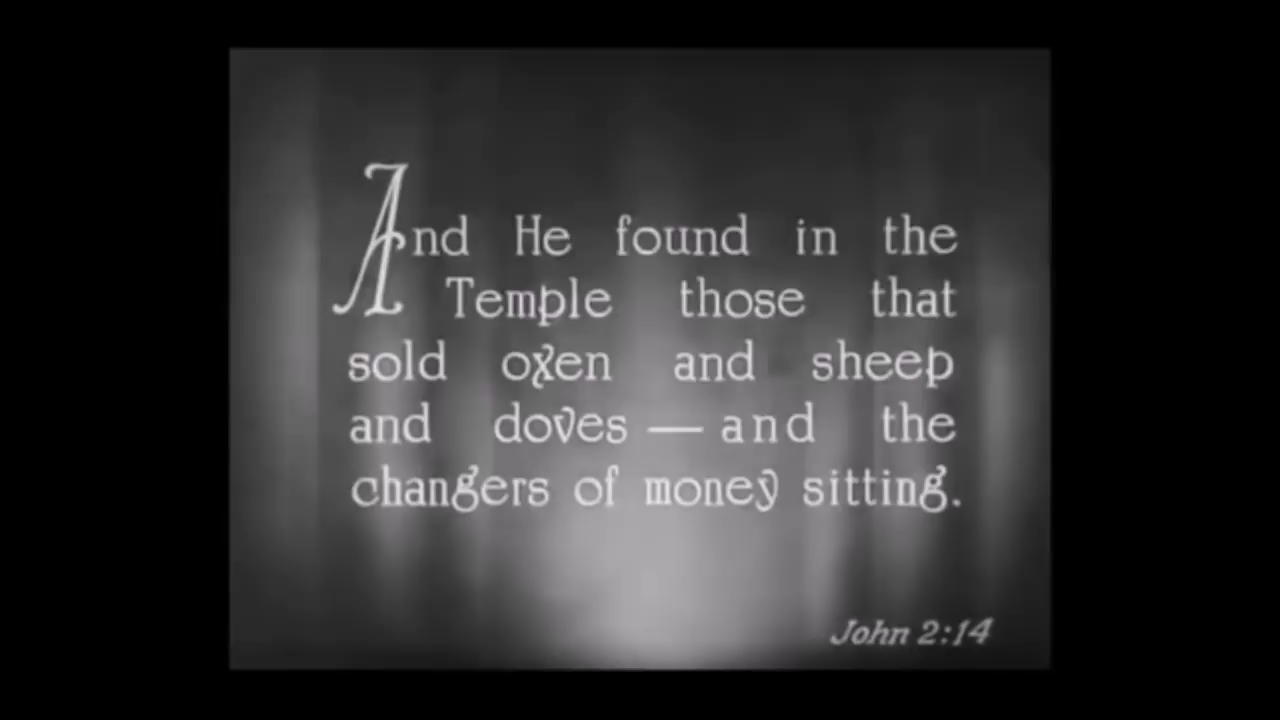 And He found in the
Temple those that
sold oxen and sheep
and doves — and the
changers of money sitting.
John 2:14